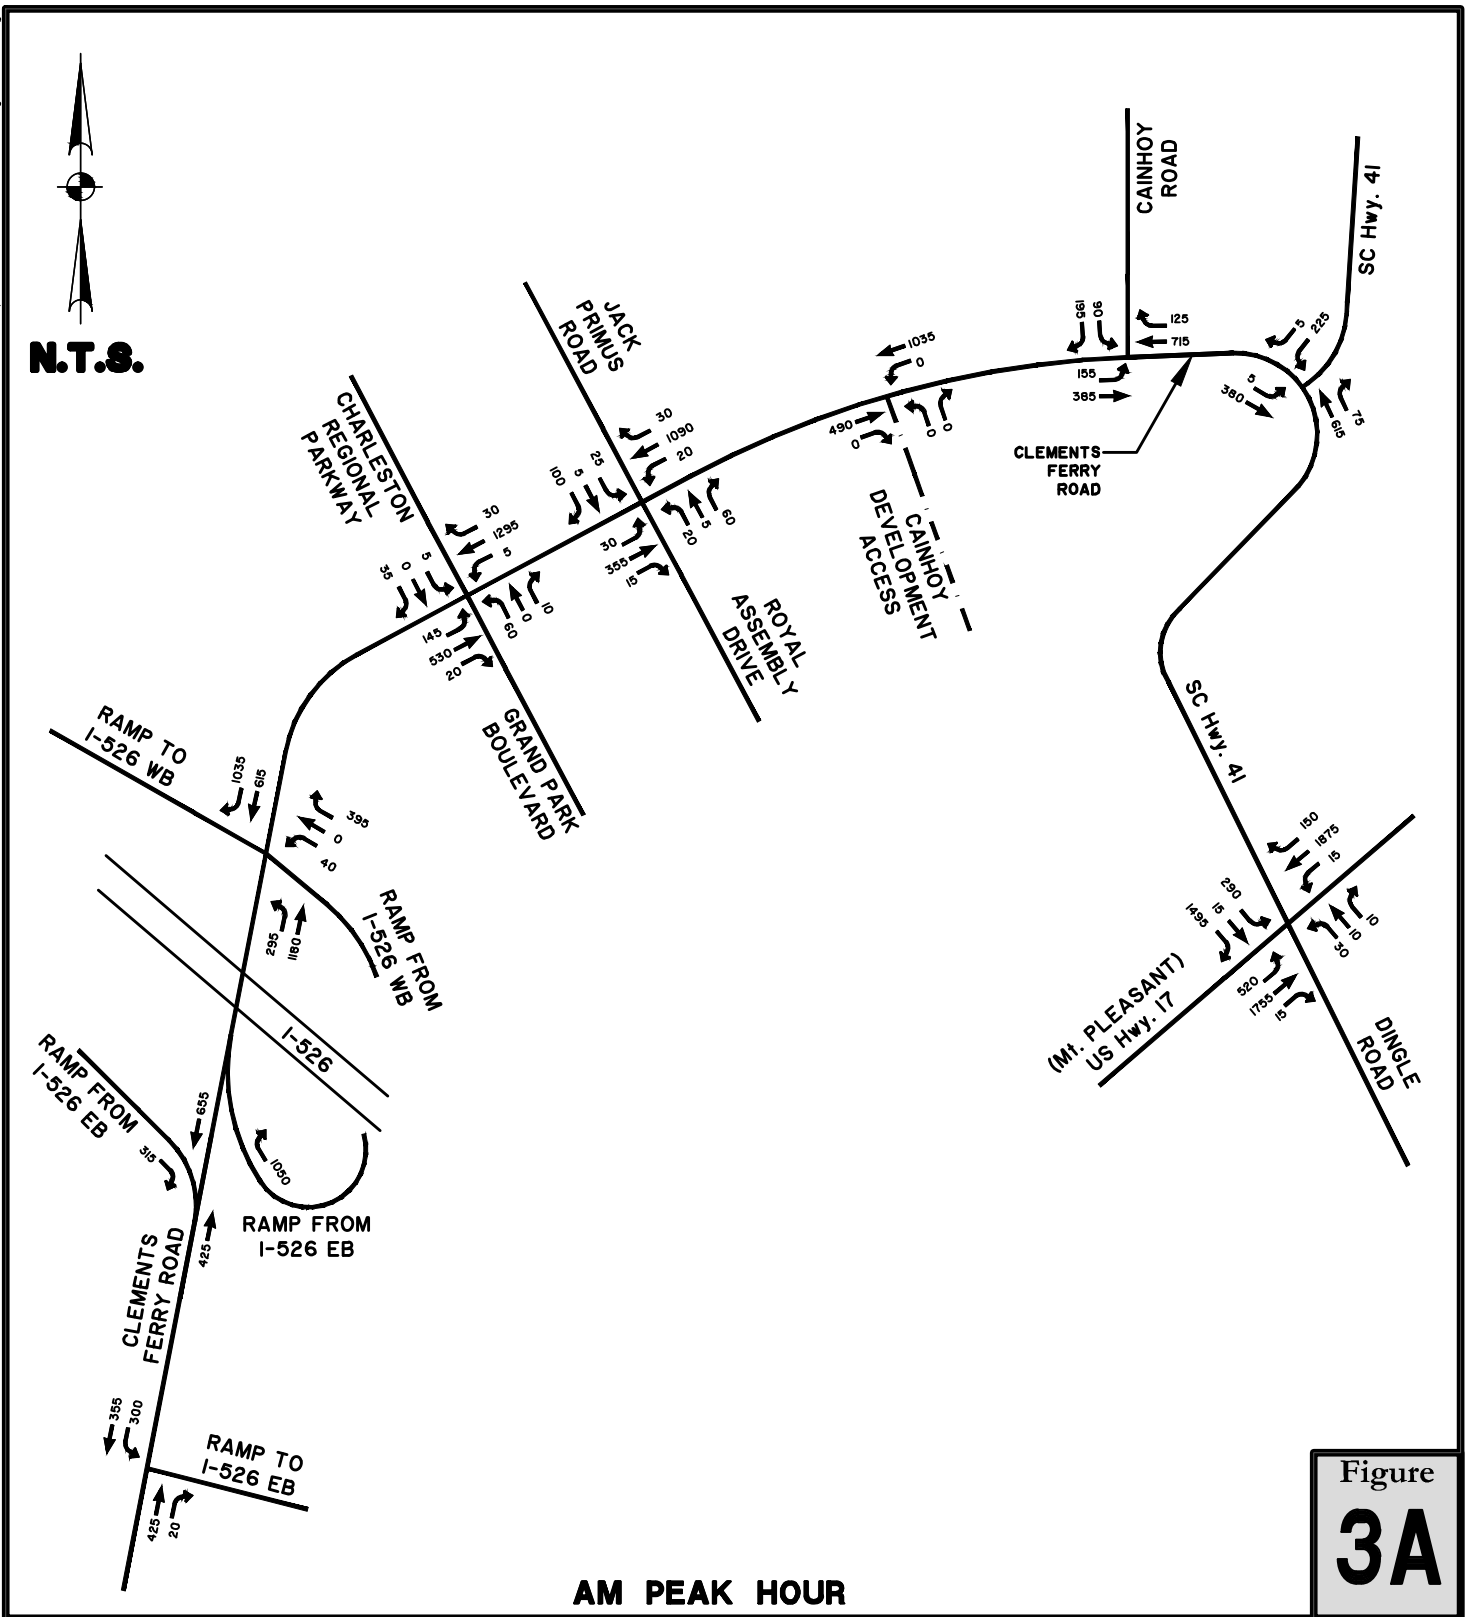 N.T.S.
CAINHOY
ROAD
SC Hwy. 41
JACK
PRIMUS
ROAD
CHARLESTON
REGIONAL
PARKWAY
195
90
125
715
155
385
5
225
5
380
75
615
CLEMENTS
FERRY
ROAD
1035
0
490
0
0
0
CAINHOY
DEVELOPMENT
ACCESS
30
1090
20
25
5
100
30
355
15
60
5
20
ROYAL
ASSEMBLY
DRIVE
30
1295
5
5
0
35
145
530
20
10
0
60
GRAND PARK
BOULEVARD
RAMP TO
I-526 WB
1035
615
395
0
40
295
1180
RAMP FROM
I-526 WB
I-526
RAMP FROM
I-526 EB
315
655
1050
RAMP FROM
I-526 EB
425
CLEMENTS
FERRY ROAD
355
300
RAMP TO
I-526 EB
425
20
SC Hwy. 41
150
1875
15
290
15
1495
520
1755
15
10
10
30
(Mt. PLEASANT)
US Hwy. 17
DINGLE
ROAD
AM PEAK HOUR
Figure
3A